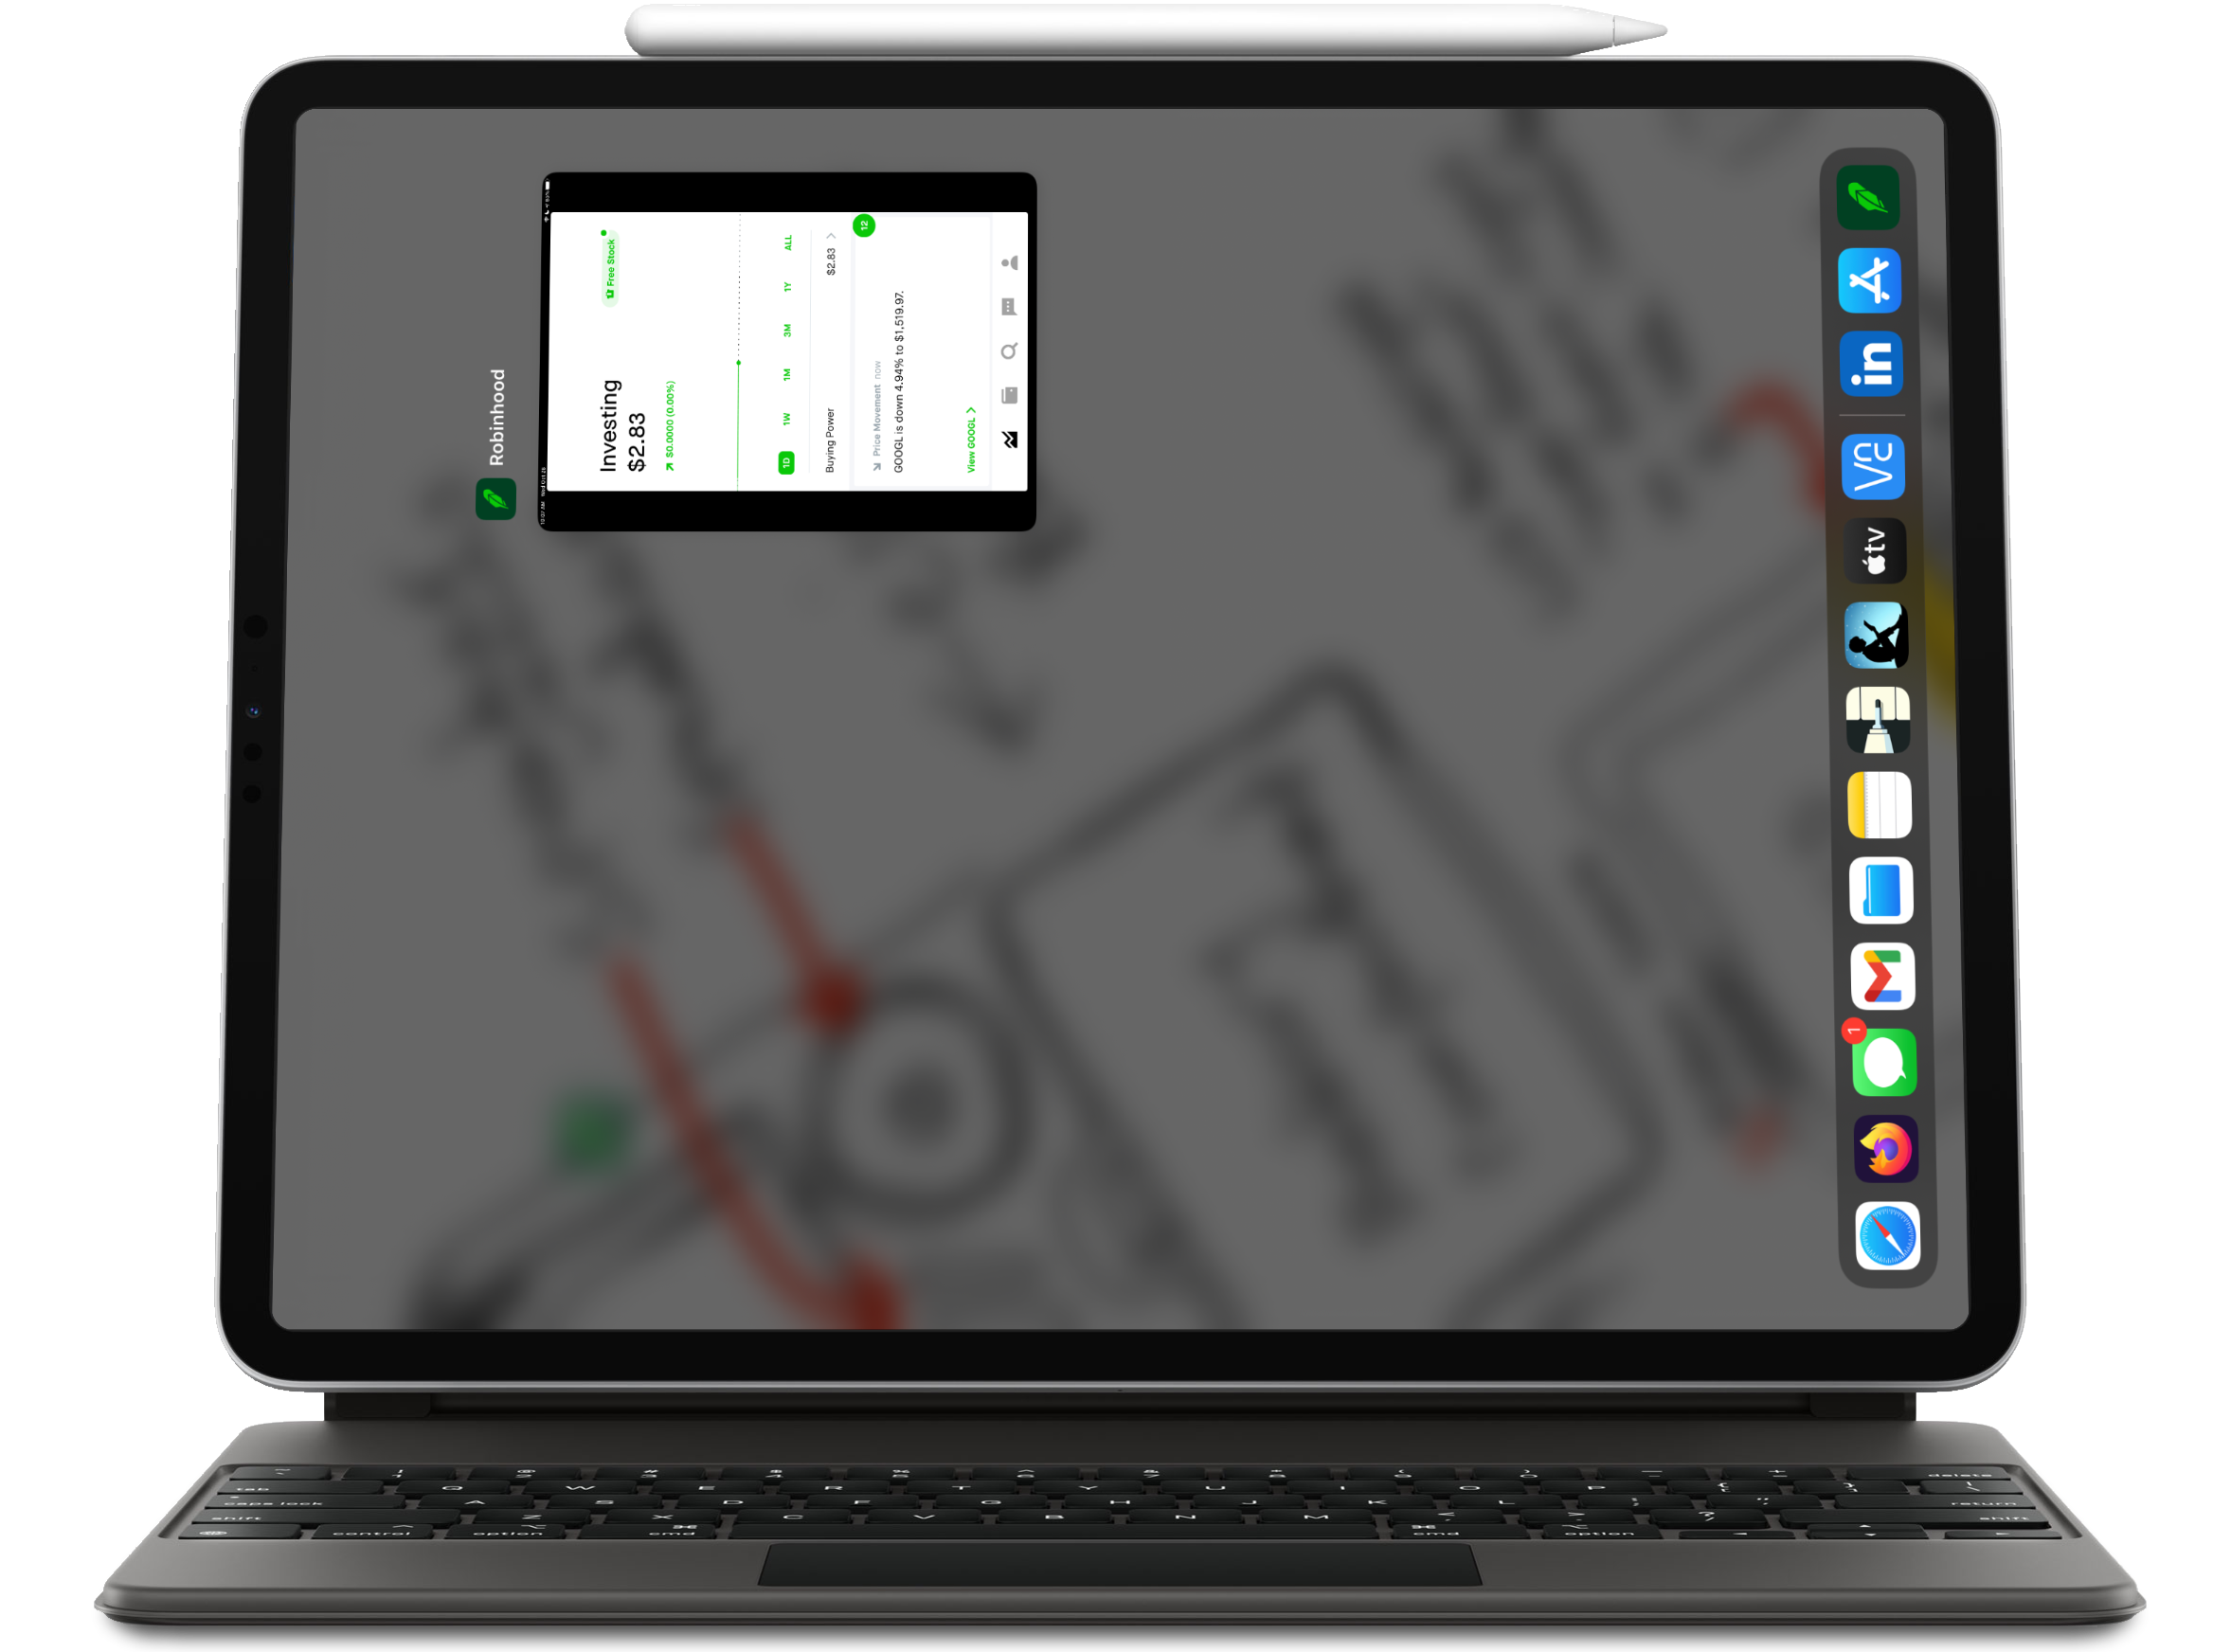 Robinhood
Investing
$2.83
Free Stock
$0.0000 (0.00%)
1D 1W 1M 3M 1Y ALL
Buying Power $2.83
12
Price Movement now
GOOGL is down 4.94% to $1,519.97.
View GOOGL
in
tv
1
delete
tab Q W E R T Y U I O P
caps lock A S D F G H J K L return
shift Z X C V B N M shift
control option cmd cmd option